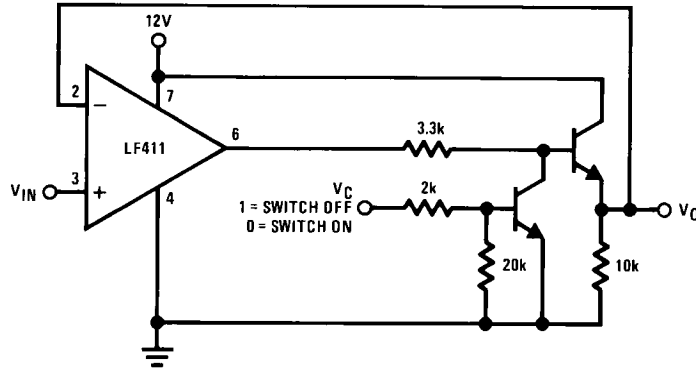 12V
2
7
−
LF411
6
3.3k
3
+
4
V_IN
V_C
1 = SWITCH OFF
0 = SWITCH ON
2k
20k
10k
V_O